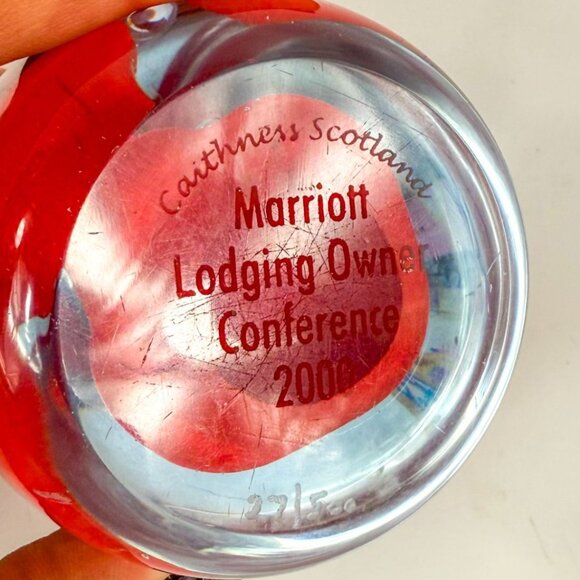 Caithness Scotland
Marriott
Lodging Owner
Conference
2000